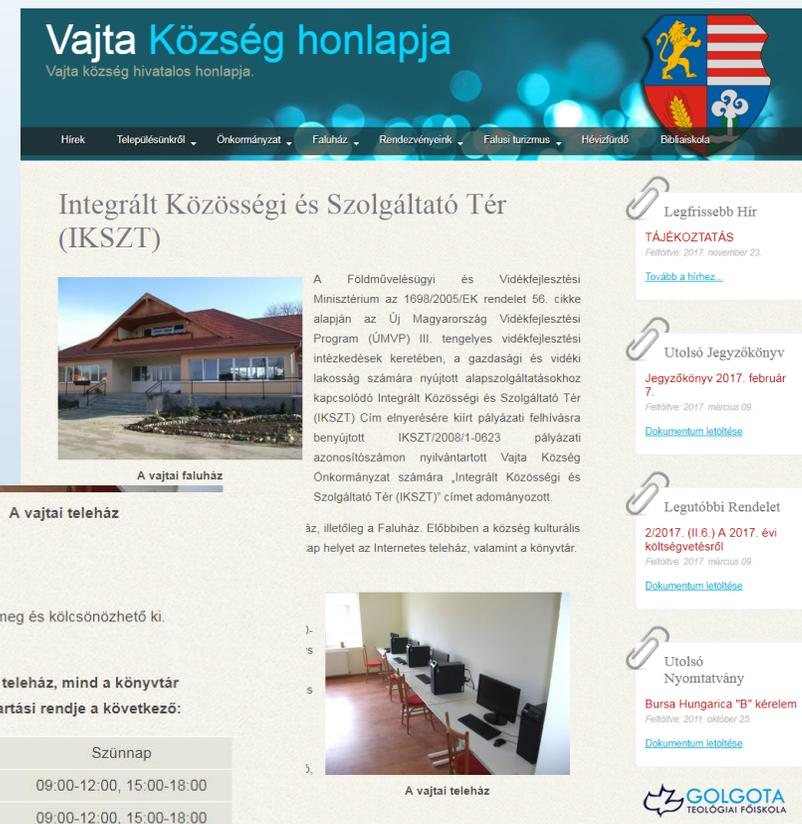 Vajta Község honlapja
Vajta község hivatalos honlapja.
Hírek Településünkről Önkormányzat Faluház Rendezvényeink Falusi turizmus Hévizfürdő Bibliaiskola
Integrált Közösségi és Szolgáltató Tér
(IKSZT)
A Földművelésügyi és Vidékfejlesztési
Minisztérium az 1698/2005/EK rendelet 56. cikke
alapján az Új Magyarország Vidékfejlesztési
Program (ÚMVP) III. tengelyes vidékfejlesztési
intézkedések keretében, a gazdasági és vidéki
lakosság számára nyújtott alapszolgáltatásokhoz
kapcsolódó Integrált Közösségi és Szolgáltató Tér
(IKSZT) Cím elnyerésére kiírt pályázati felhívásra
benyújtott IKSZT/2008/1-0623 pályázati
azonosítószámon nyilvántartott Vajta Község
Önkormányzat számára „Integrált Közösségi és
Szolgáltató Tér (IKSZT)" címet adományozott.
A vajtai faluház
áz, illetőleg a Faluház. Előbbiben a község kulturális
ap helyet az Internetes teleház, valamint a könyvtár.
A vajtai teleház
meg és kölcsönözhető ki.
teleház, mind a könyvtár
artási rendje a következő:
Szünnap
09:00-12:00, 15:00-18:00
09:00-12:00, 15:00-18:00
A vajtai teleház
Legfrissebb Hír
TÁJÉKOZTATÁS
Feltöltve: 2017. november 23.
Tovább a hírhez...
Utolsó Jegyzőkönyv
Jegyzőkönyv 2017. február
7.
Feltöltve: 2017. március 09.
Dokumentum letöltése
Legutóbbi Rendelet
2/2017. (II.6.) A 2017. évi
költségvetésről
Feltöltve: 2017. március 09.
Dokumentum letöltése
Utolsó
Nyomtatvány
Bursa Hungarica "B" kérelem
Feltöltve: 2011. október 25.
Dokumentum letöltése
GOLGOTA
TEOLÓGIAI FŐISKOLA